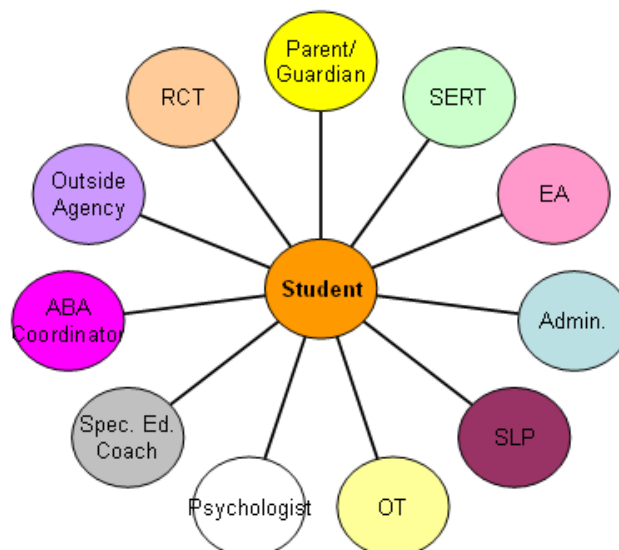 Parent/
Guardian
RCT
SERT
Outside
Agency
EA
Student
ABA
Coordinator
Admin.
Spec. Ed.
Coach
SLP
Psychologist
OT